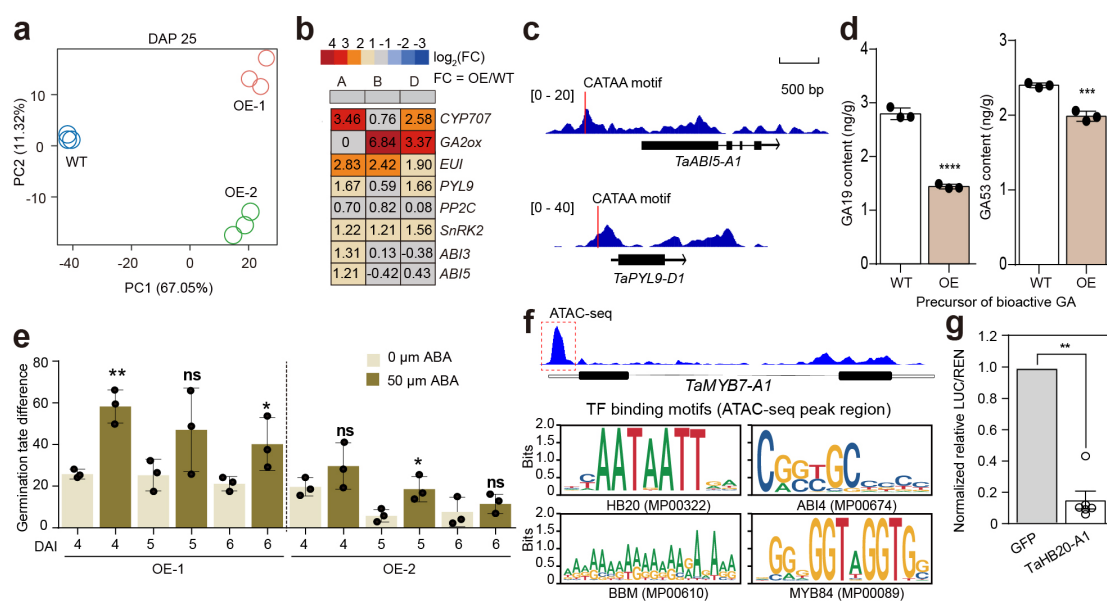 a
DAP 25
PC2 (11.32%)
10
0
-10
WT
OE-1
OE-2
-40
-20
0
20
PC1 (67.05%)
b
4 3 2 1 -1 -2 -3
log₂(FC)
FC = OE/WT
A B D
3.46 0.76 2.58 CYP707
0 6.84 3.37 GA2ox
2.83 2.42 1.90 EUI
1.67 0.59 1.66 PYL9
0.70 0.82 0.08 PP2C
1.22 1.21 1.56 SnRK2
1.31 0.13 -0.38 ABI3
1.21 -0.42 0.43 ABI5
c
CATAA motif
500 bp
[0 - 20]
TaABI5-A1
CATAA motif
[0 - 40]
TaPYL9-D1
d
GA19 content (ng/g)
4
3
2
1
0
****
WT OE
GA53 content (ng/g)
3
2
1
0
***
WT OE
Precursor of bioactive GA
e
Germination tate difference
80
60
40
20
0
0 µm ABA
50 µm ABA
** ns * ns * ns
DAI 4 4 5 5 6 6 4 4 5 5 6 6
OE-1 OE-2
f
ATAC-seq
TaMYB7-A1
TF binding motifs (ATAC-seq peak region)
Bits
2.0
1.5
1.0
0.5
0.0
HB20 (MP00322)
ABI4 (MP00674)
Bits
2.0
1.5
1.0
0.5
0.0
BBM (MP00610)
MYB84 (MP00089)
g
Normalized relative LUC/REN
1.2
1.0
0.8
0.6
0.4
0.2
0
**
GFP
TaHB20-A1